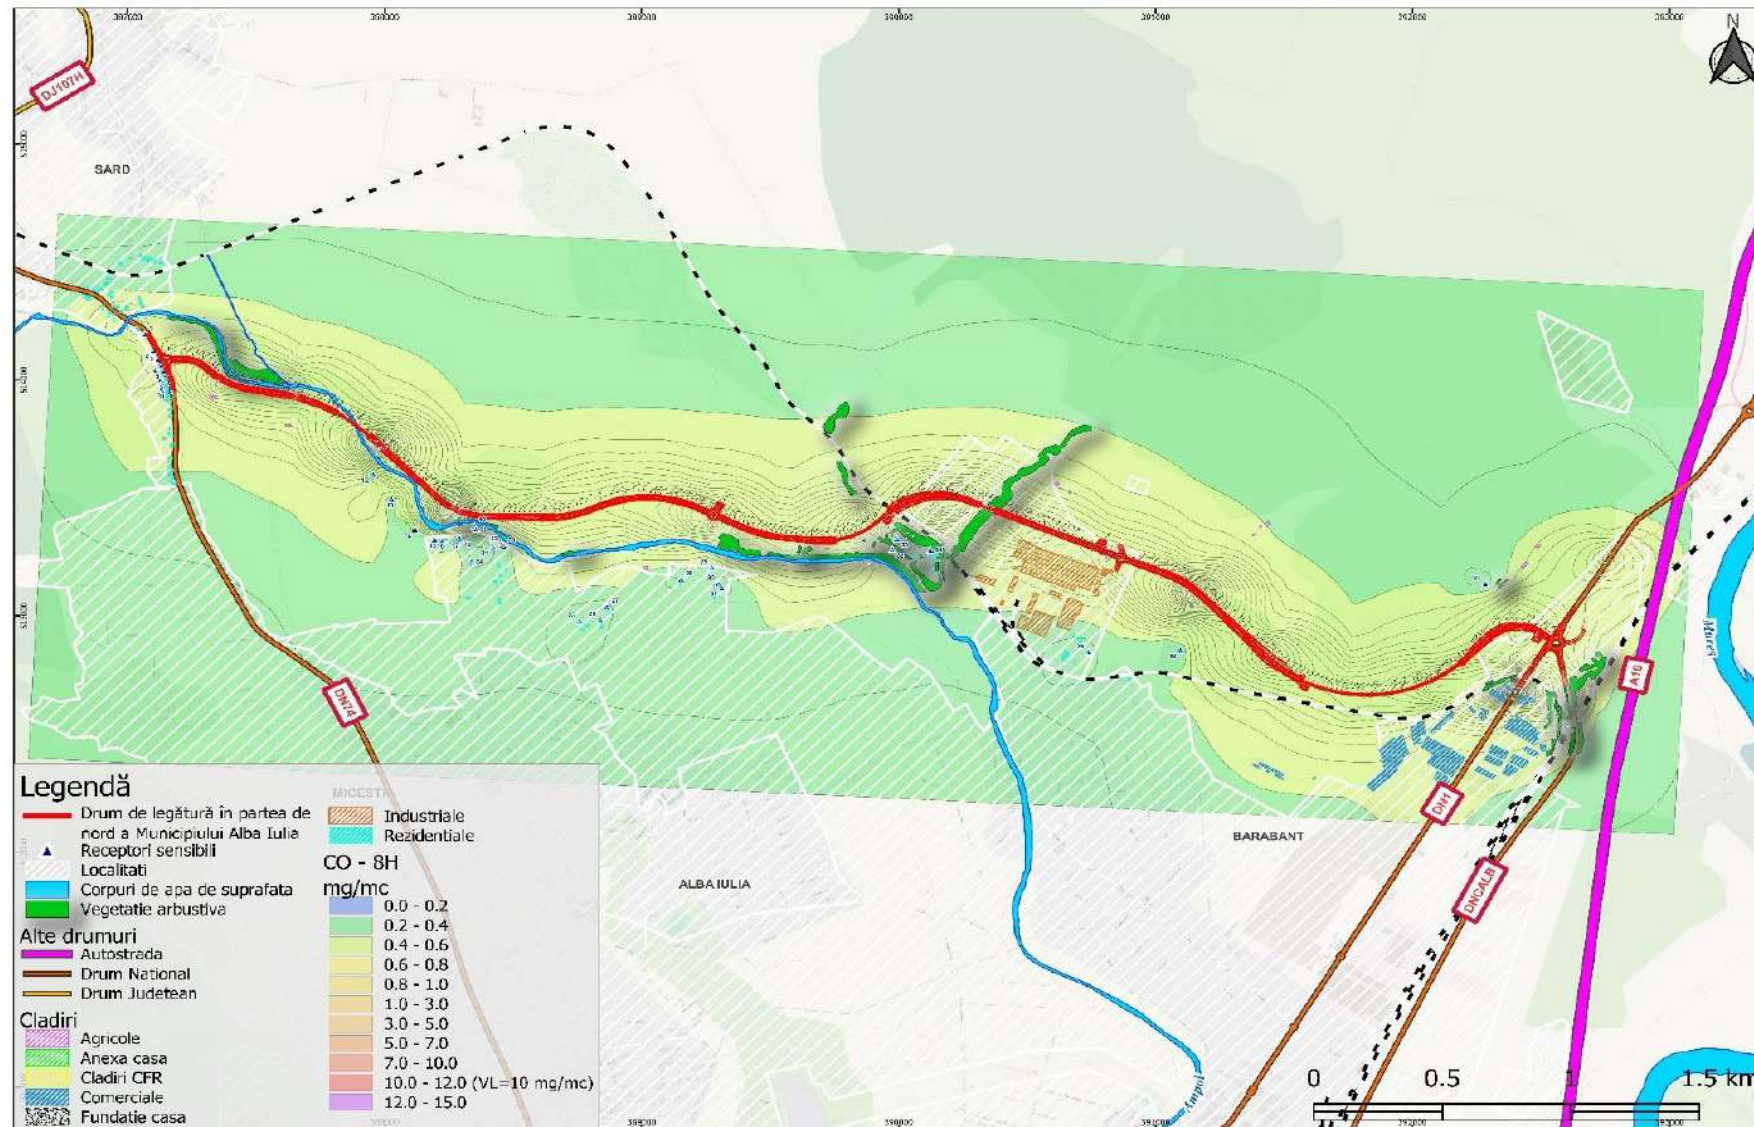 387000
390000
391000
393000
N
DJ107H
SARD
A10
Mures
DN74
DN1
DNCALB
MICESTI
ALBA IULIA
BARABANT
Legendă
Drum de legătură în partea de
nord a Municipiului Alba Iulia
Receptori sensibili
Localitati
Corpuri de apa de suprafata
Vegetatie arbustiva
Alte drumuri
Autostrada
Drum National
Drum Judetean
Cladiri
Agricole
Anexa casa
Cladiri CFR
Comerciale
Fundatie casa
Industriale
Rezidentiale
CO - 8H
mg/mc
0.0 - 0.2
0.2 - 0.4
0.4 - 0.6
0.6 - 0.8
0.8 - 1.0
1.0 - 3.0
3.0 - 5.0
5.0 - 7.0
7.0 - 10.0
10.0 - 12.0 (VL=10 mg/mc)
12.0 - 15.0
0 0.5 1 1.5 km